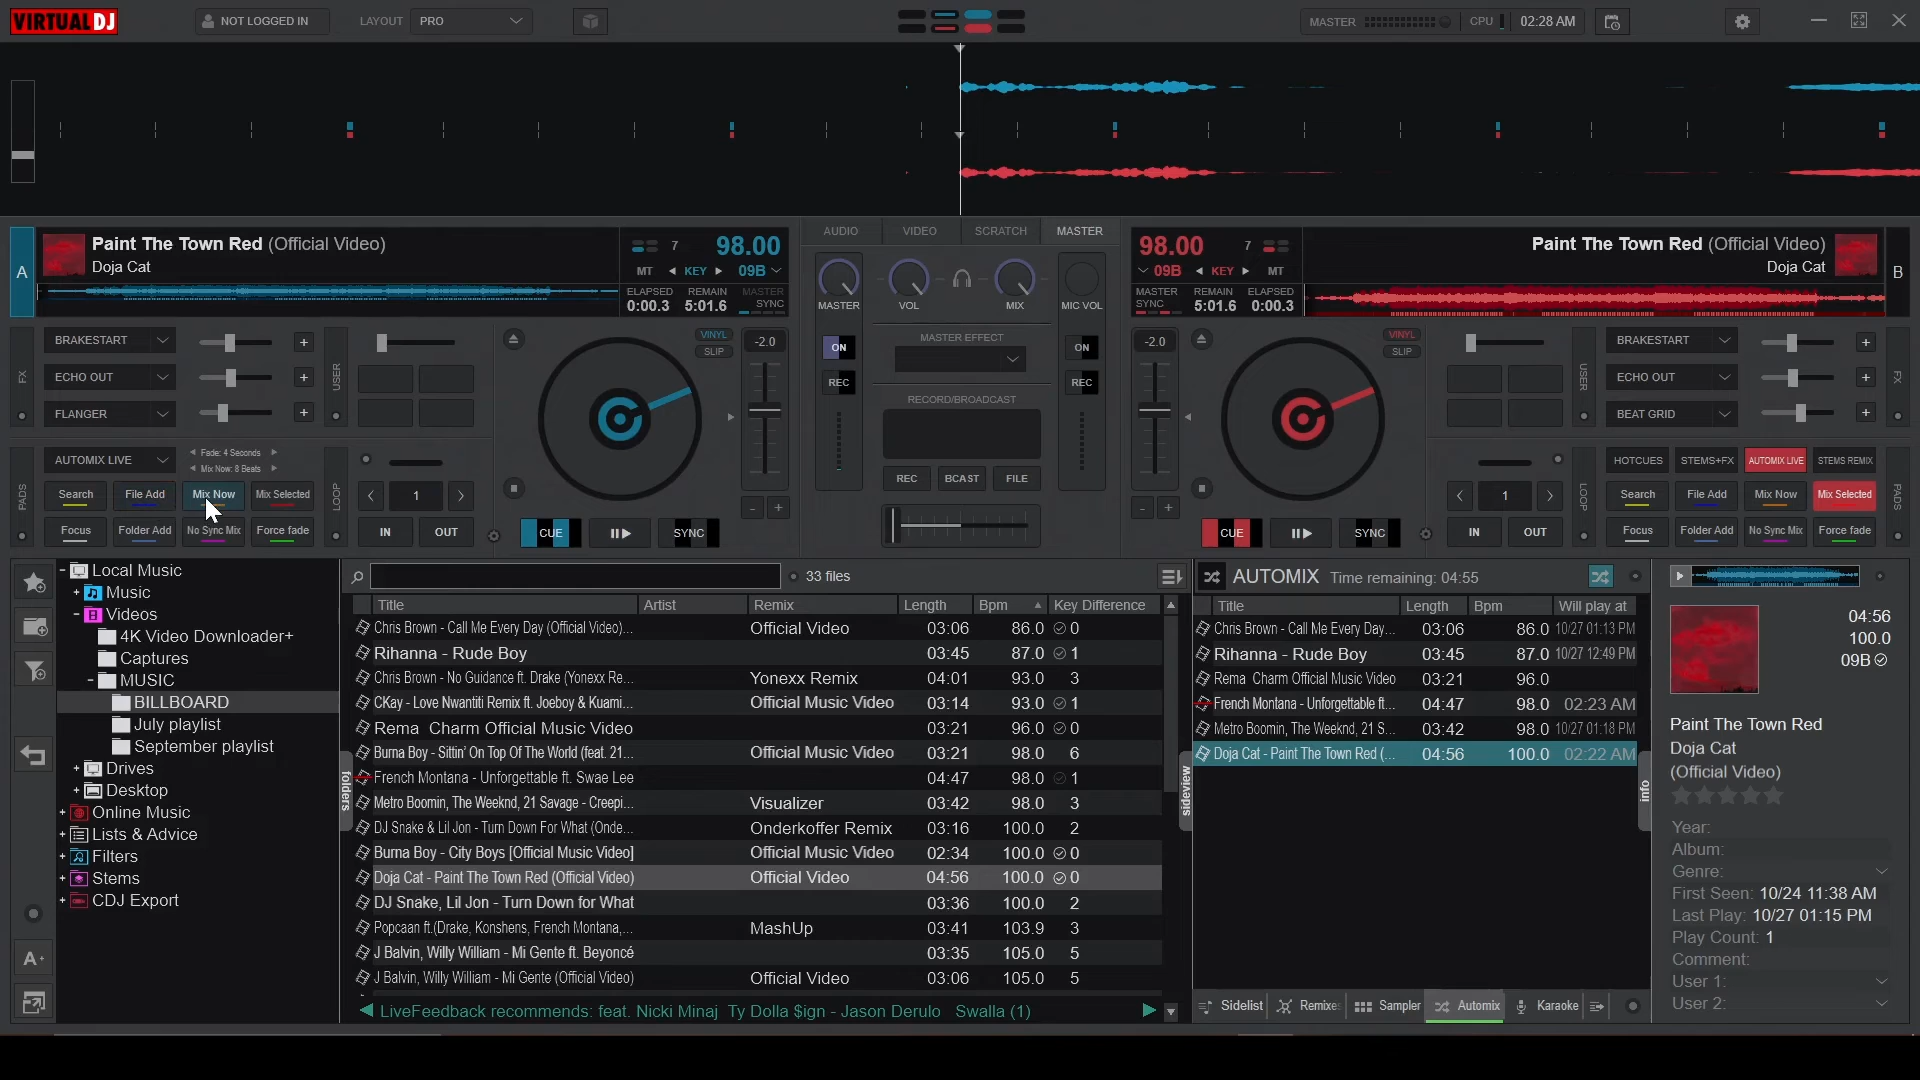 VIRTUAL DJ
NOT LOGGED IN
LAYOUT PRO
MASTER
CPU
02:28 AM
A
Paint The Town Red (Official Video)
Doja Cat
7 98.00
MT KEY 09B
ELAPSED REMAIN MASTER
0:00.3 5:01.6 SYNC
AUDIO VIDEO SCRATCH MASTER
MASTER VOL MIX MIC VOL
98.00 7
09B KEY MT
MASTER REMAIN ELAPSED
SYNC 5:01.6 0:00.3
Paint The Town Red (Official Video)
Doja Cat
B
FX
BRAKESTART +
ECHO OUT +
FLANGER +
USER
VINYL
SLIP
-2.0
ON
REC
MASTER EFFECT
RECORD/BROADCAST
REC BCAST FILE
ON
REC
-2.0
VINYL
SLIP
USER
BRAKESTART +
ECHO OUT +
BEAT GRID +
FX
PADS
AUTOMIX LIVE
Fade: 4 Seconds
Mix Now: 8 Beats
Search File Add Mix Now Mix Selected
Focus Folder Add No Sync Mix Force fade
LOOP
1
IN OUT
CUE SYNC
- +
- +
CUE SYNC
1
IN OUT
LOOP
HOTCUES STEMS+FX AUTOMIX LIVE STEMS REMIX
Search File Add Mix Now Mix Selected
Focus Folder Add No Sync Mix Force fade
PADS
Local Music
Music
Videos
4K Video Downloader+
Captures
MUSIC
BILLBOARD
July playlist
September playlist
Drives
Desktop
Online Music
Lists & Advice
Filters
Stems
CDJ Export
A+
folders
33 files
Title Artist Remix Length Bpm Key Difference
Chris Brown - Call Me Every Day (Official Video)... Official Video 03:06 86.0 0
Rihanna - Rude Boy 03:45 87.0 1
Chris Brown - No Guidance ft. Drake (Yonexx Re... Yonexx Remix 04:01 93.0 3
CKay - Love Nwantiti Remix ft. Joeboy & Kuami... Official Music Video 03:14 93.0 1
Rema Charm Official Music Video 03:21 96.0 0
Burna Boy - Sittin' On Top Of The World (feat. 21... Official Music Video 03:21 98.0 6
French Montana - Unforgettable ft. Swae Lee 04:47 98.0 1
Metro Boomin, The Weeknd, 21 Savage - Creepi... Visualizer 03:42 98.0 3
DJ Snake & Lil Jon - Turn Down For What (Onde... Onderkoffer Remix 03:16 100.0 2
Burna Boy - City Boys [Official Music Video] Official Music Video 02:34 100.0 0
Doja Cat - Paint The Town Red (Official Video) Official Video 04:56 100.0 0
DJ Snake, Lil Jon - Turn Down for What 03:36 100.0 2
Popcaan ft.(Drake, Konshens, French Montana,... MashUp 03:41 103.9 3
J Balvin, Willy William - Mi Gente ft. Beyoncé 03:35 105.0 5
J Balvin, Willy William - Mi Gente (Official Video) Official Video 03:06 105.0 5
LiveFeedback recommends: feat. Nicki Minaj Ty Dolla $ign - Jason Derulo Swalla (1)
sideview
AUTOMIX Time remaining: 04:55
Title Length Bpm Will play at
Chris Brown - Call Me Every Day... 03:06 86.0 10/27 01:13 PM
Rihanna - Rude Boy 03:45 87.0 10/27 12:49 PM
Rema Charm Official Music Video 03:21 96.0
French Montana - Unforgettable ft... 04:47 98.0 02:23 AM
Metro Boomin, The Weeknd, 21 S... 03:42 98.0 10/27 01:18 PM
Doja Cat - Paint The Town Red (... 04:56 100.0 02:22 AM
Sidelist Remixes Sampler Automix Karaoke
info
04:56
100.0
09B
Paint The Town Red
Doja Cat
(Official Video)
Year:
Album:
Genre:
First Seen: 10/24 11:38 AM
Last Play: 10/27 01:15 PM
Play Count: 1
Comment:
User 1:
User 2: